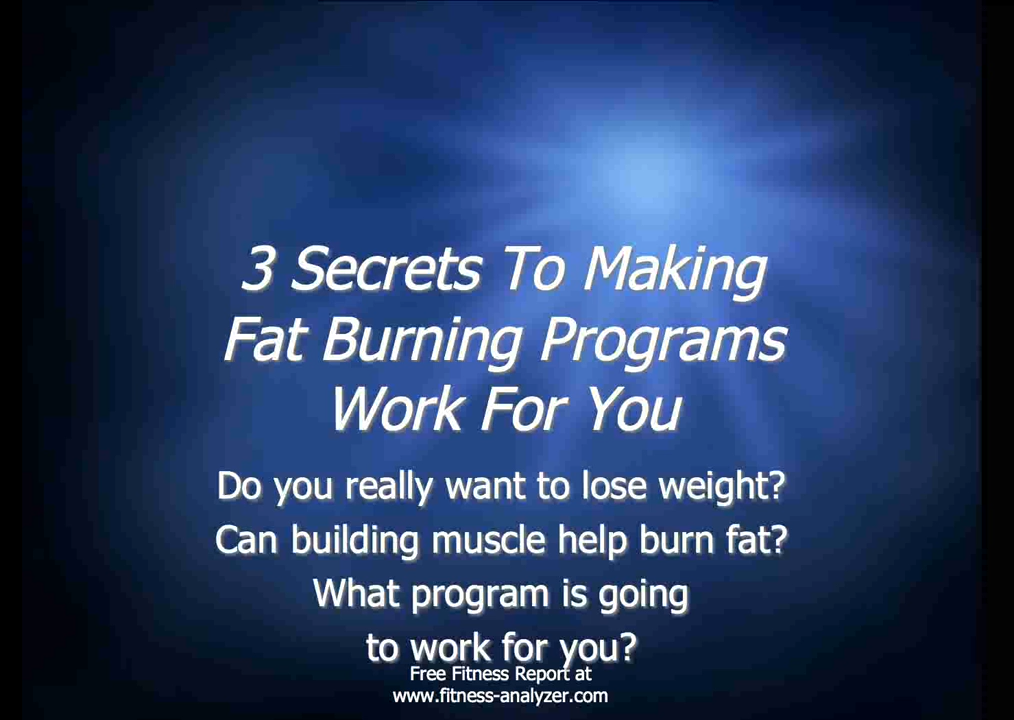 3 Secrets To Making
Fat Burning Programs
Work For You
Do you really want to lose weight?
Can building muscle help burn fat?
What program is going
to work for you?
Free Fitness Report at
www.fitness-analyzer.com